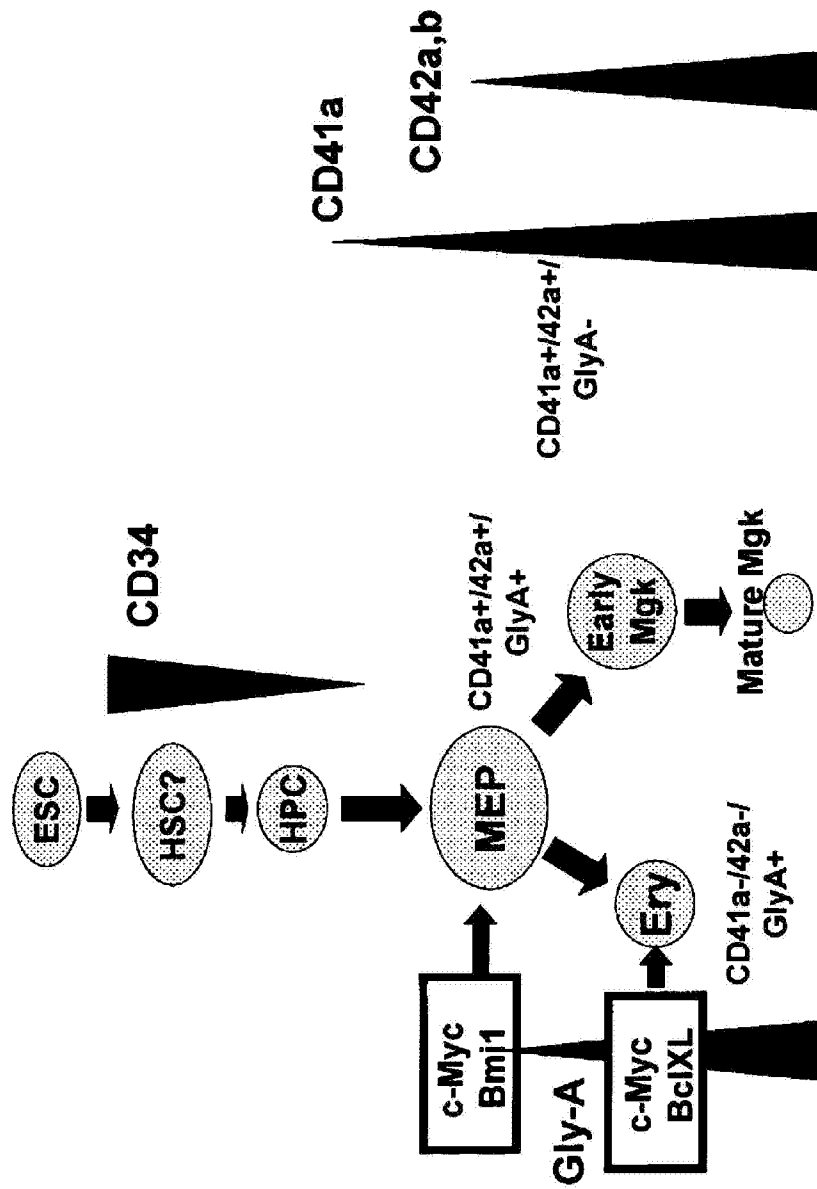 ESC
HSC?
HPC
CD34
CD41a
CD42a,b
MEP
CD41a+/42a+/
GlyA+
CD41a+/42a+/
GlyA-
c-Myc
Bmi1
Gly-A
c-Myc
BclXL
Ery
CD41a-/42a-/
GlyA+
Early
Mgk
Mature Mgk